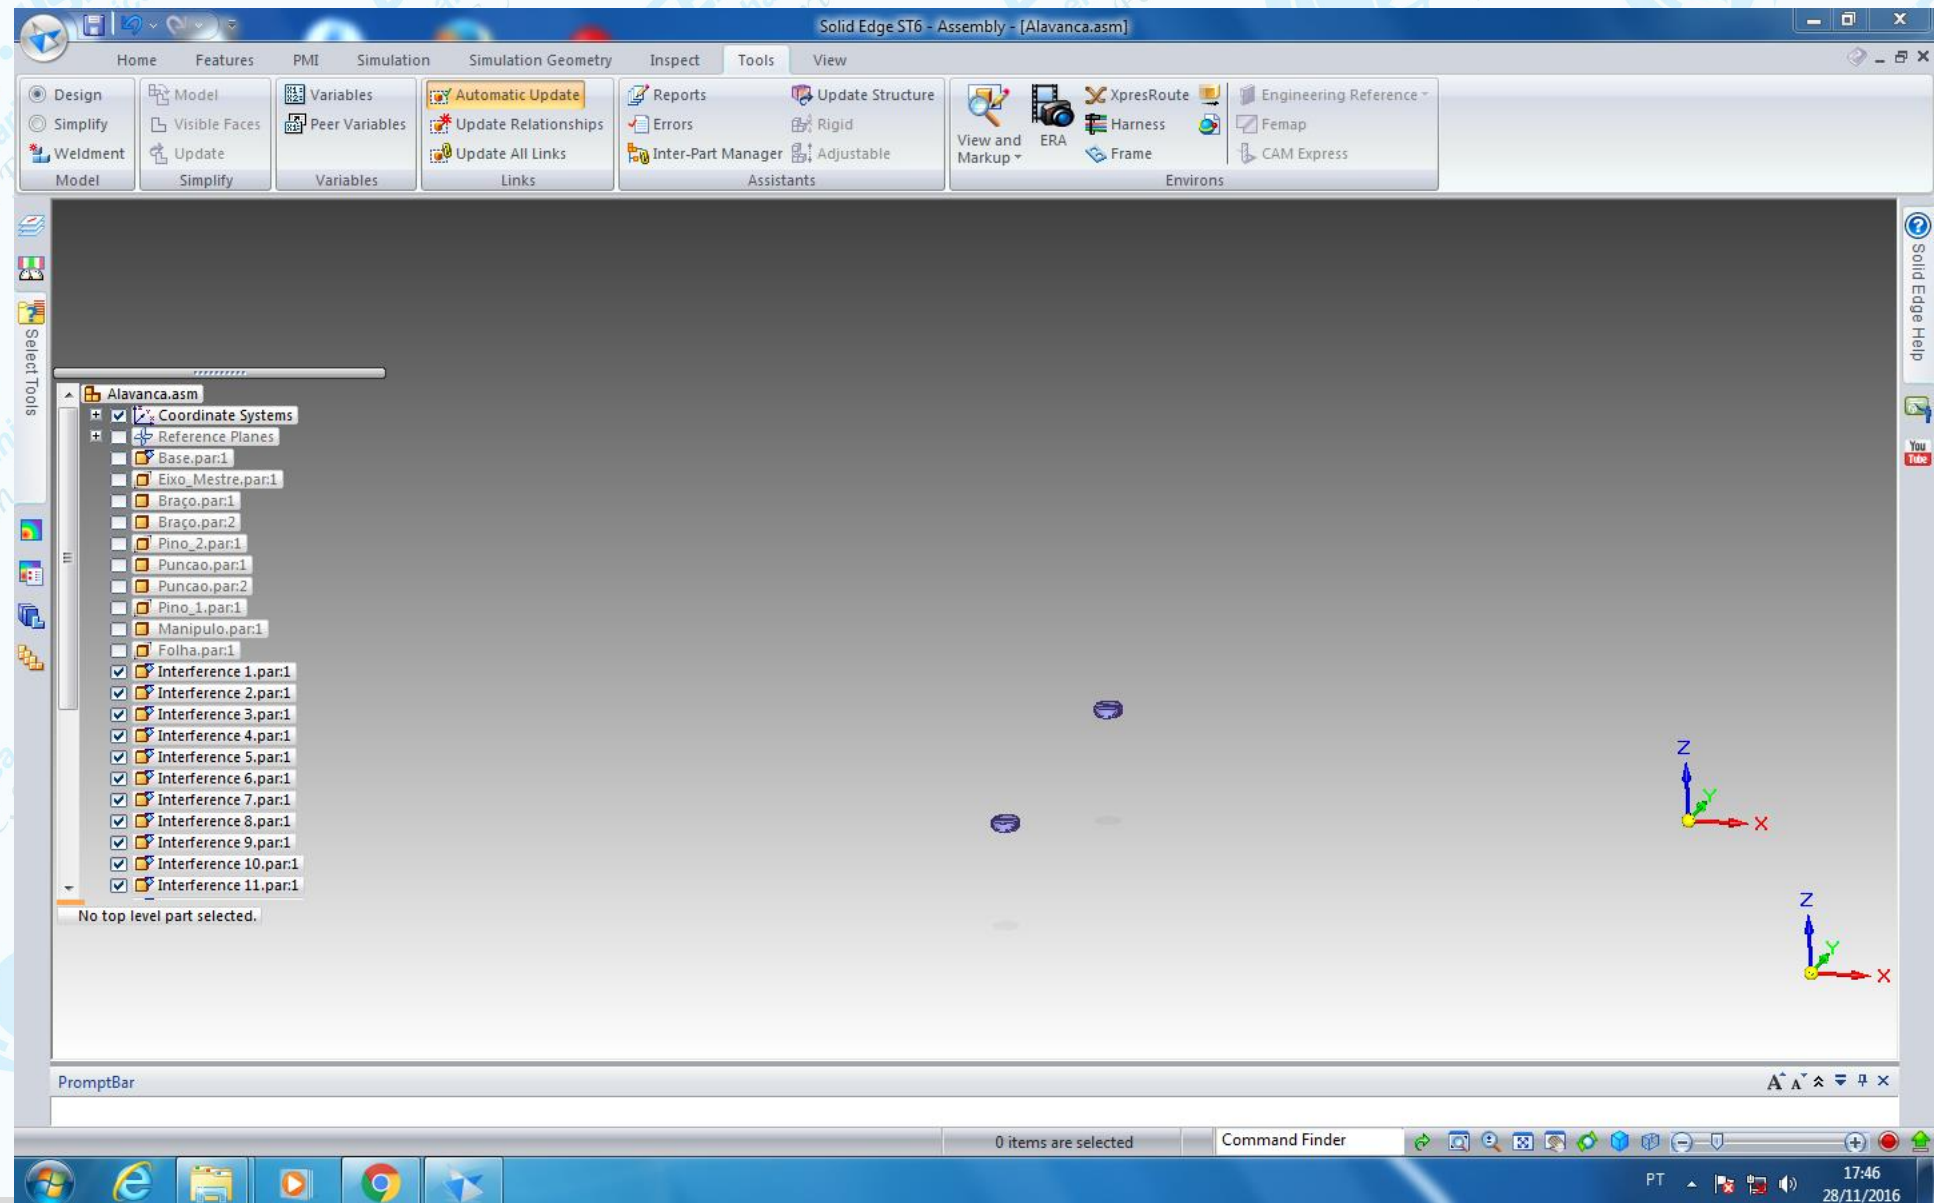 Solid Edge ST6 - Assembly - [Alavanca.asm]
Home Features PMI Simulation Simulation Geometry Inspect Tools View
Design Model Variables Automatic Update Reports Update Structure XpresRoute Engineering Reference
Simplify Visible Faces Peer Variables Update Relationships Errors Rigid Harness Femap
Weldment Update Update All Links Inter-Part Manager Adjustable View and Markup ERA Frame CAM Express
Model Simplify Variables Links Assistants Environs
Select Tools
Solid Edge Help
You
Tube
Alavanca.asm
Coordinate Systems
Reference Planes
Base.par:1
Eixo_Mestre.par:1
Braço.par:1
Braço.par:2
Pino_2.par:1
Puncao.par:1
Puncao.par:2
Pino_1.par:1
Manipulo.par:1
Folha.par:1
Interference 1.par:1
Interference 2.par:1
Interference 3.par:1
Interference 4.par:1
Interference 5.par:1
Interference 6.par:1
Interference 7.par:1
Interference 8.par:1
Interference 9.par:1
Interference 10.par:1
Interference 11.par:1
No top level part selected.
Z
Y
X
Z
Y
X
PromptBar
A A
0 items are selected Command Finder
PT 17:46
28/11/2016